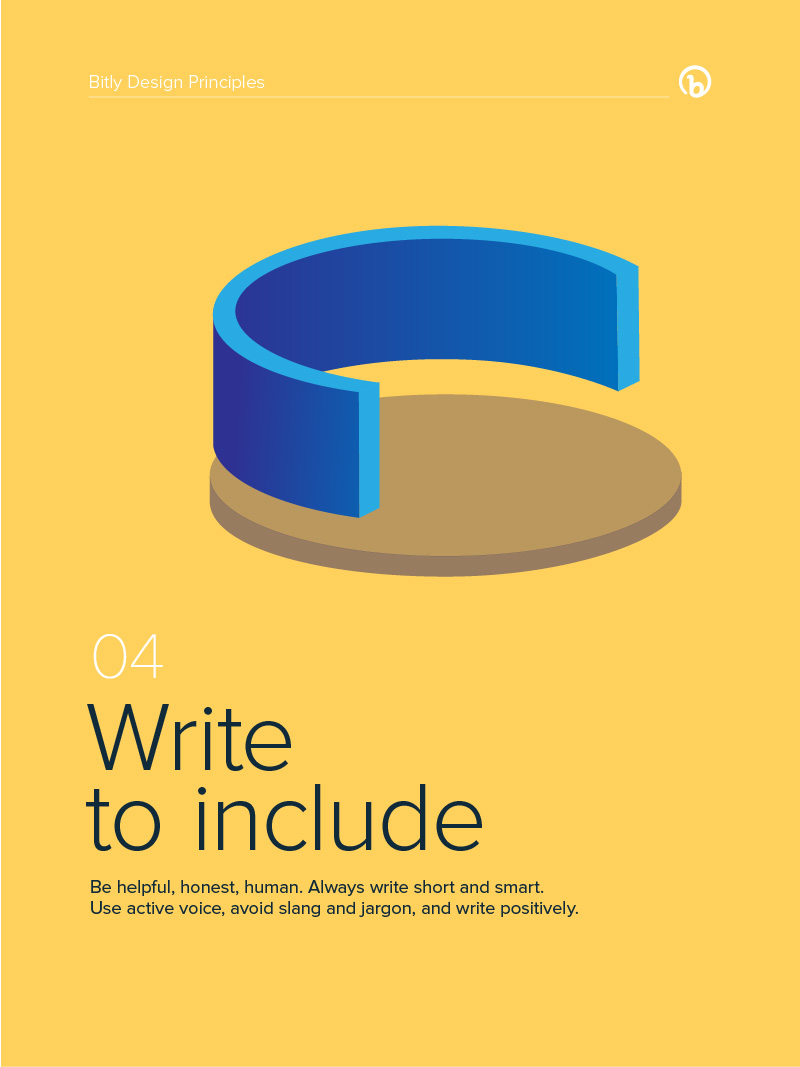 Bitly Design Principles
b
04
Write
to include
Be helpful, honest, human. Always write short and smart.
Use active voice, avoid slang and jargon, and write positively.